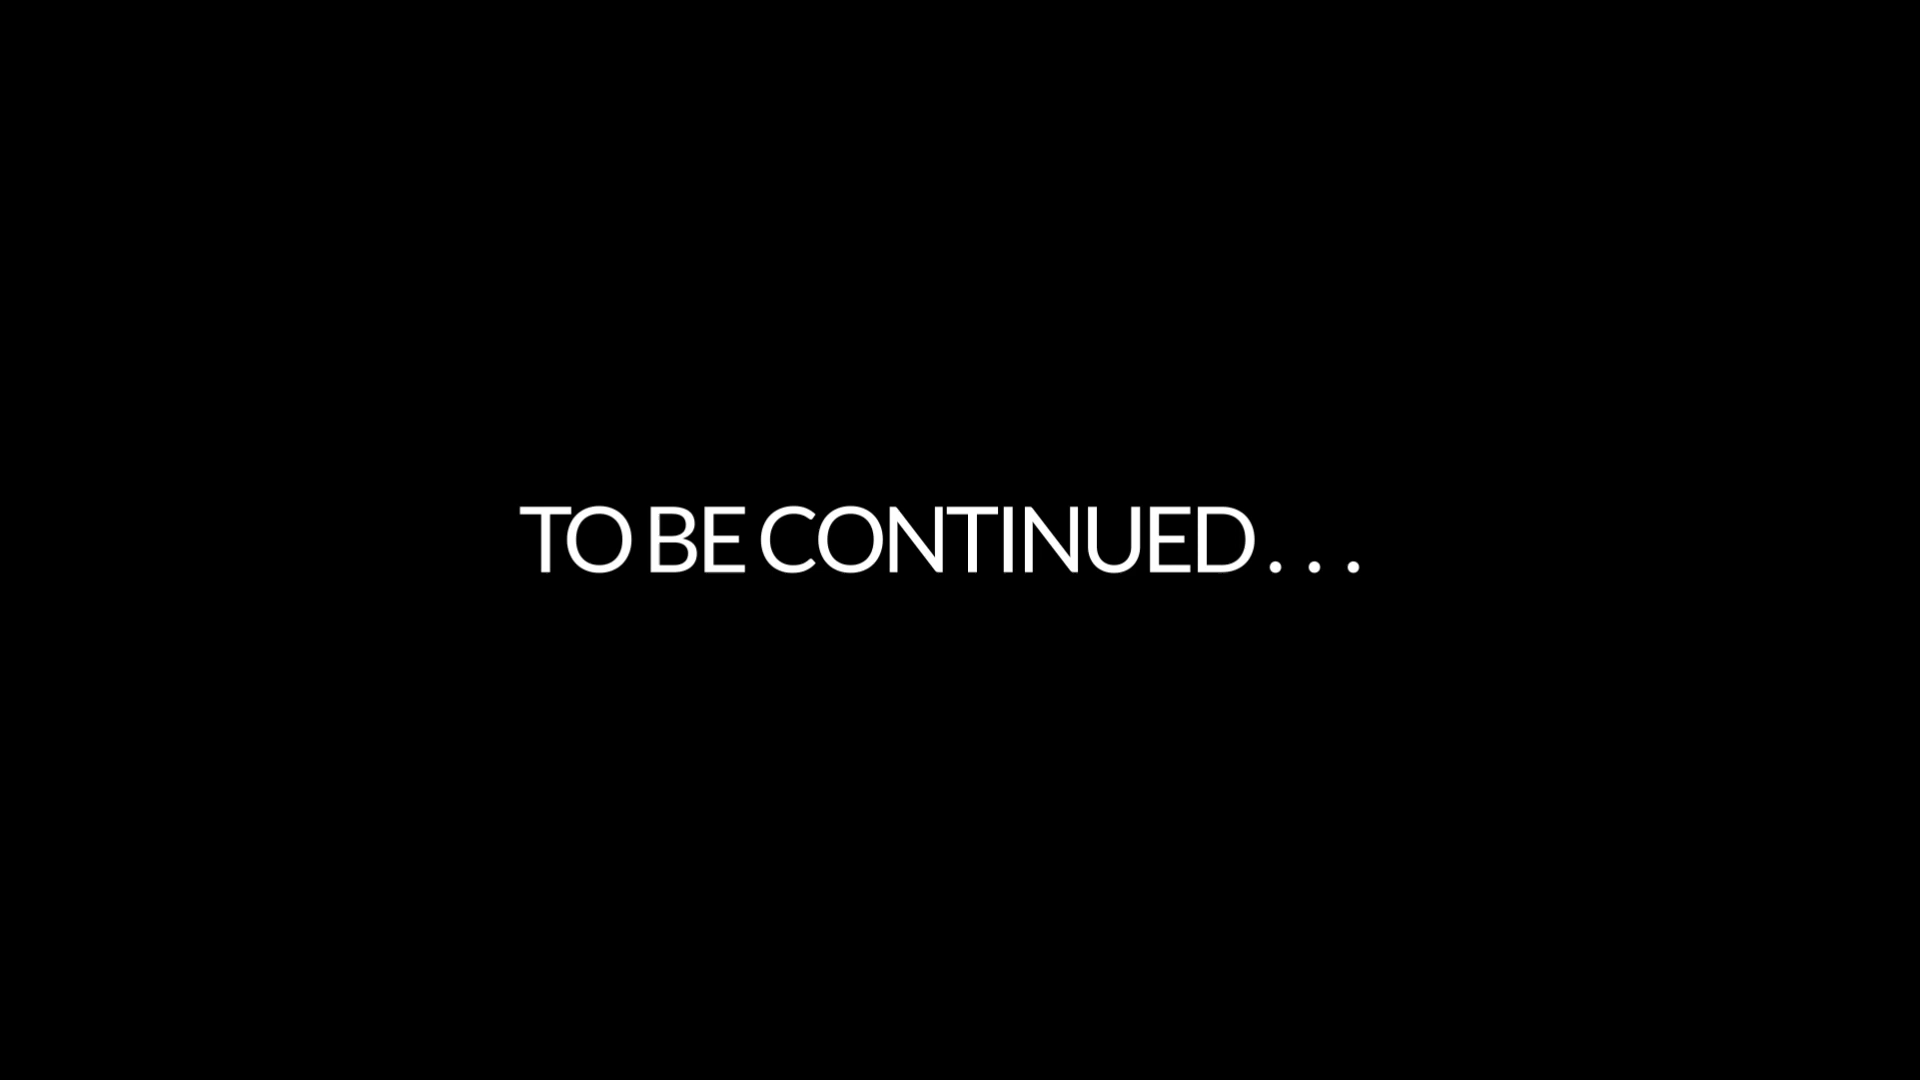 TO BE CONTINUED . . .